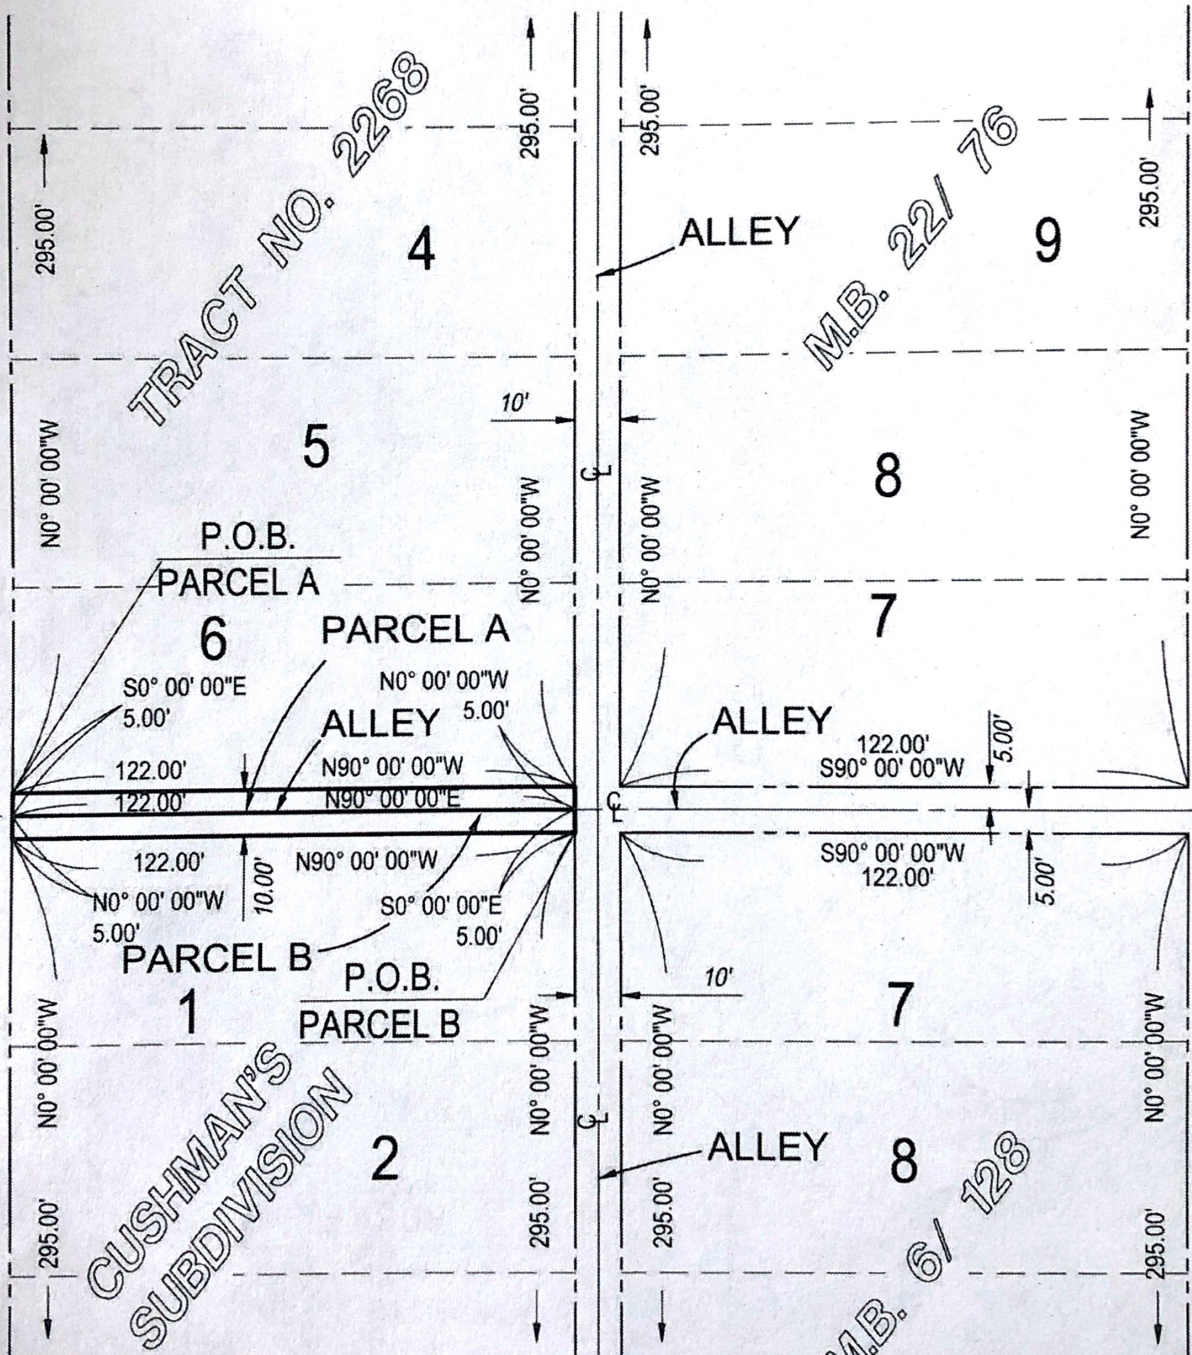 295.00'
295.00'
295.00'
295.00'
TRACT NO. 2268
M.B. 22/ 76
4
ALLEY
9
10'
5
8
N0° 00' 00"W
N0° 00' 00"W
N0° 00' 00"W
N0° 00' 00"W
P.O.B.
PARCEL A
6
PARCEL A
7
S0° 00' 00"E
5.00'
N0° 00' 00"W
5.00'
ALLEY
ALLEY
122.00'
N90° 00' 00"W
122.00'
S90° 00' 00"W
5.00'
122.00'
N90° 00' 00"E
122.00'
N90° 00' 00"W
10.00'
S90° 00' 00"W
122.00'
5.00'
N0° 00' 00"W
5.00'
S0° 00' 00"E
5.00'
PARCEL B
P.O.B.
PARCEL B
10'
1
7
N0° 00' 00"W
N0° 00' 00"W
N0° 00' 00"W
N0° 00' 00"W
CUSHMAN'S
SUBDIVISION
2
ALLEY
8
M.B. 6/ 128
295.00'
295.00'
295.00'
295.00'